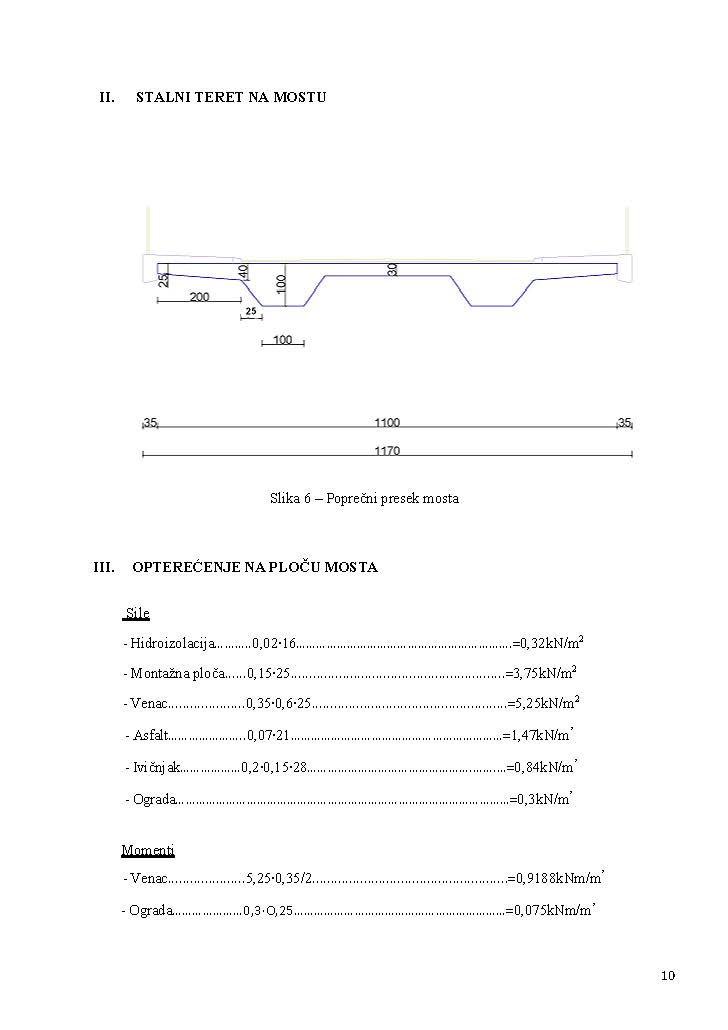 II. STALNI TERET NA MOSTU
25
40
100
30
200
25
100
35 1100 35
1170
Slika 6 – Poprečni presek mosta
III. OPTEREĆENJE NA PLOČU MOSTA
Sile
- Hidroizolacija...........0,02·16................................................................=0,32kN/m²
- Montažna ploča......0,15·25..........................................................=3,75kN/m²
- Venac.....................0,35·0,6·25.....................................................=5,25kN/m²
- Asfalt.......................0,07·21..............................................................=1,47kN/m’
- Ivičnjak..................0,2·0,15·28...........................................................=0,84kN/m’
- Ograda..................................................................................................=0,3kN/m’
Momenti
- Venac.....................5,25·0,35/2.....................................................=0,9188kNm/m’
- Ograda.....................0,3·0,25..............................................................=0,075kNm/m’
10